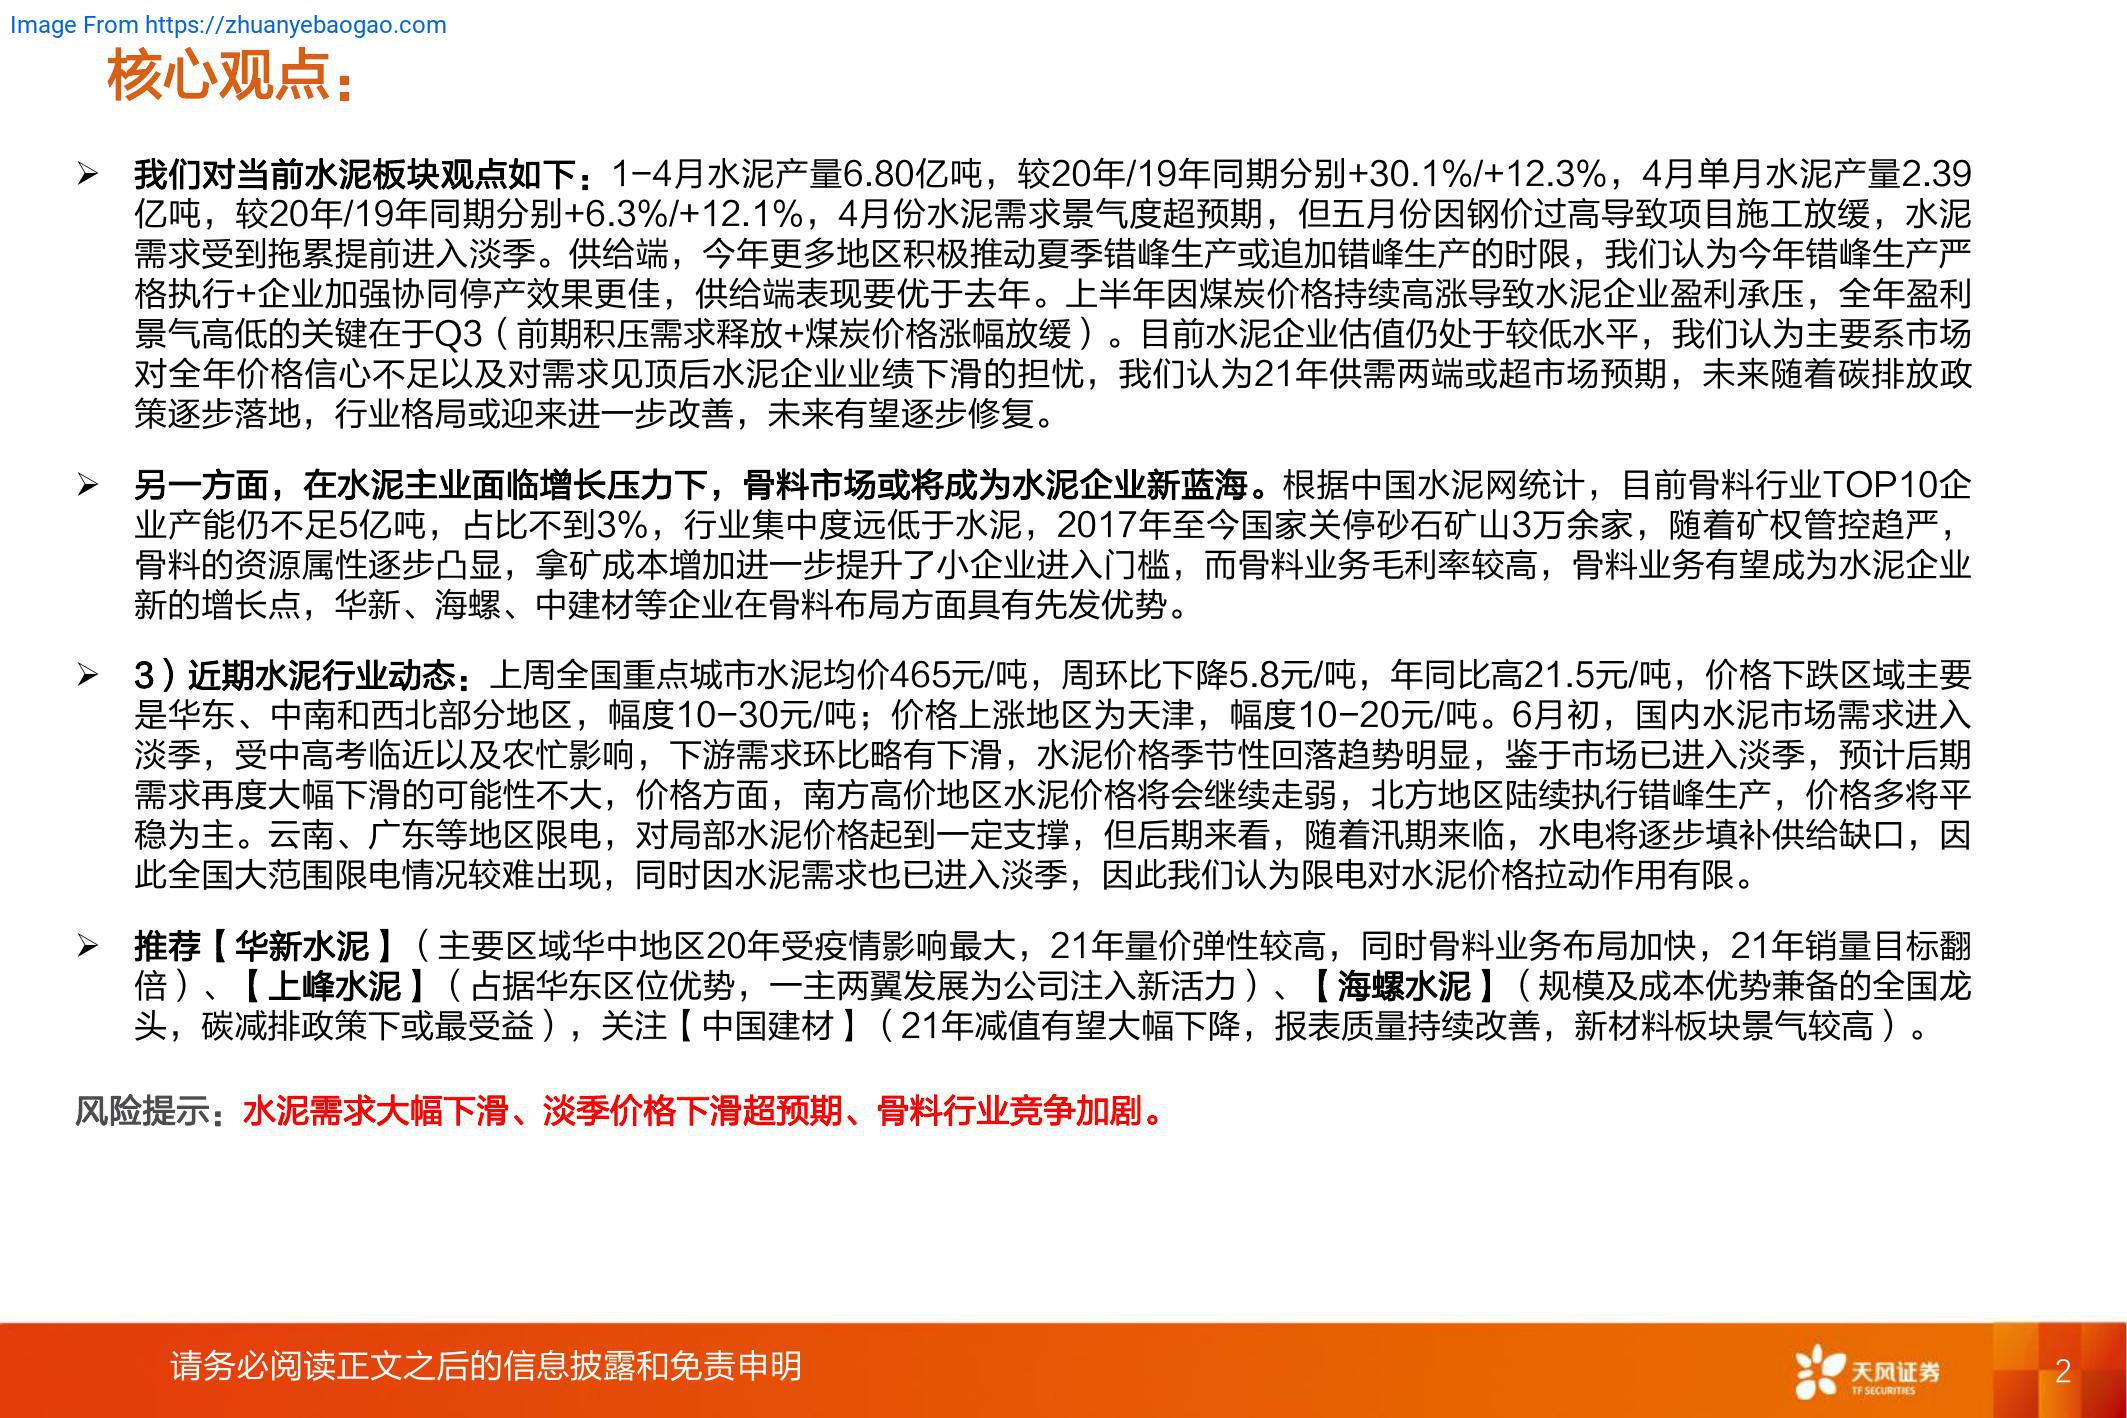 Image From https://zhuanyebaogao.com
核心观点：
➢ 我们对当前水泥板块观点如下：1-4月水泥产量6.80亿吨，较20年/19年同期分别+30.1%/+12.3%，4月单月水泥产量2.39
亿吨，较20年/19年同期分别+6.3%/+12.1%，4月份水泥需求景气度超预期，但五月份因钢价过高导致项目施工放缓，水泥
需求受到拖累提前进入淡季。供给端，今年更多地区积极推动夏季错峰生产或追加错峰生产的时限，我们认为今年错峰生产严
格执行+企业加强协同停产效果更佳，供给端表现要优于去年。上半年因煤炭价格持续高涨导致水泥企业盈利承压，全年盈利
景气高低的关键在于Q3（前期积压需求释放+煤炭价格涨幅放缓）。目前水泥企业估值仍处于较低水平，我们认为主要系市场
对全年价格信心不足以及对需求见顶后水泥企业业绩下滑的担忧，我们认为21年供需两端或超市场预期，未来随着碳排放政
策逐步落地，行业格局或迎来进一步改善，未来有望逐步修复。
➢ 另一方面，在水泥主业面临增长压力下，骨料市场或将成为水泥企业新蓝海。根据中国水泥网统计，目前骨料行业TOP10企
业产能仍不足5亿吨，占比不到3%，行业集中度远低于水泥，2017年至今国家关停砂石矿山3万余家，随着矿权管控趋严，
骨料的资源属性逐步凸显，拿矿成本增加进一步提升了小企业进入门槛，而骨料业务毛利率较高，骨料业务有望成为水泥企业
新的增长点，华新、海螺、中建材等企业在骨料布局方面具有先发优势。
➢ 3）近期水泥行业动态：上周全国重点城市水泥均价465元/吨，周环比下降5.8元/吨，年同比高21.5元/吨，价格下跌区域主要
是华东、中南和西北部分地区，幅度10-30元/吨；价格上涨地区为天津，幅度10-20元/吨。6月初，国内水泥市场需求进入
淡季，受中高考临近以及农忙影响，下游需求环比略有下滑，水泥价格季节性回落趋势明显，鉴于市场已进入淡季，预计后期
需求再度大幅下滑的可能性不大，价格方面，南方高价地区水泥价格将会继续走弱，北方地区陆续执行错峰生产，价格多将平
稳为主。云南、广东等地区限电，对局部水泥价格起到一定支撑，但后期来看，随着汛期来临，水电将逐步填补供给缺口，因
此全国大范围限电情况较难出现，同时因水泥需求也已进入淡季，因此我们认为限电对水泥价格拉动作用有限。
➢ 推荐【华新水泥】（主要区域华中地区20年受疫情影响最大，21年量价弹性较高，同时骨料业务布局加快，21年销量目标翻
倍）、【上峰水泥】（占据华东区位优势，一主两翼发展为公司注入新活力）、【海螺水泥】（规模及成本优势兼备的全国龙
头，碳减排政策下或最受益），关注【中国建材】（21年减值有望大幅下降，报表质量持续改善，新材料板块景气较高）。
风险提示：水泥需求大幅下滑、淡季价格下滑超预期、骨料行业竞争加剧。
请务必阅读正文之后的信息披露和免责申明
天风证券
TF SECURITIES
2